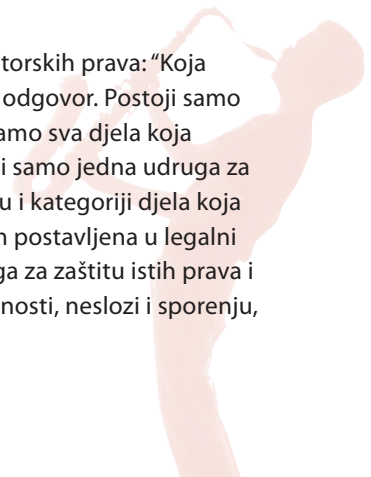 torskih prava: “Koja
odgovor. Postoji samo
amo sva djela koja
i samo jedna udruga za
u i kategoriji djela koja
postavljena u legalni
ga za zaštitu istih prava i
nosti, neslozi i sporenju,